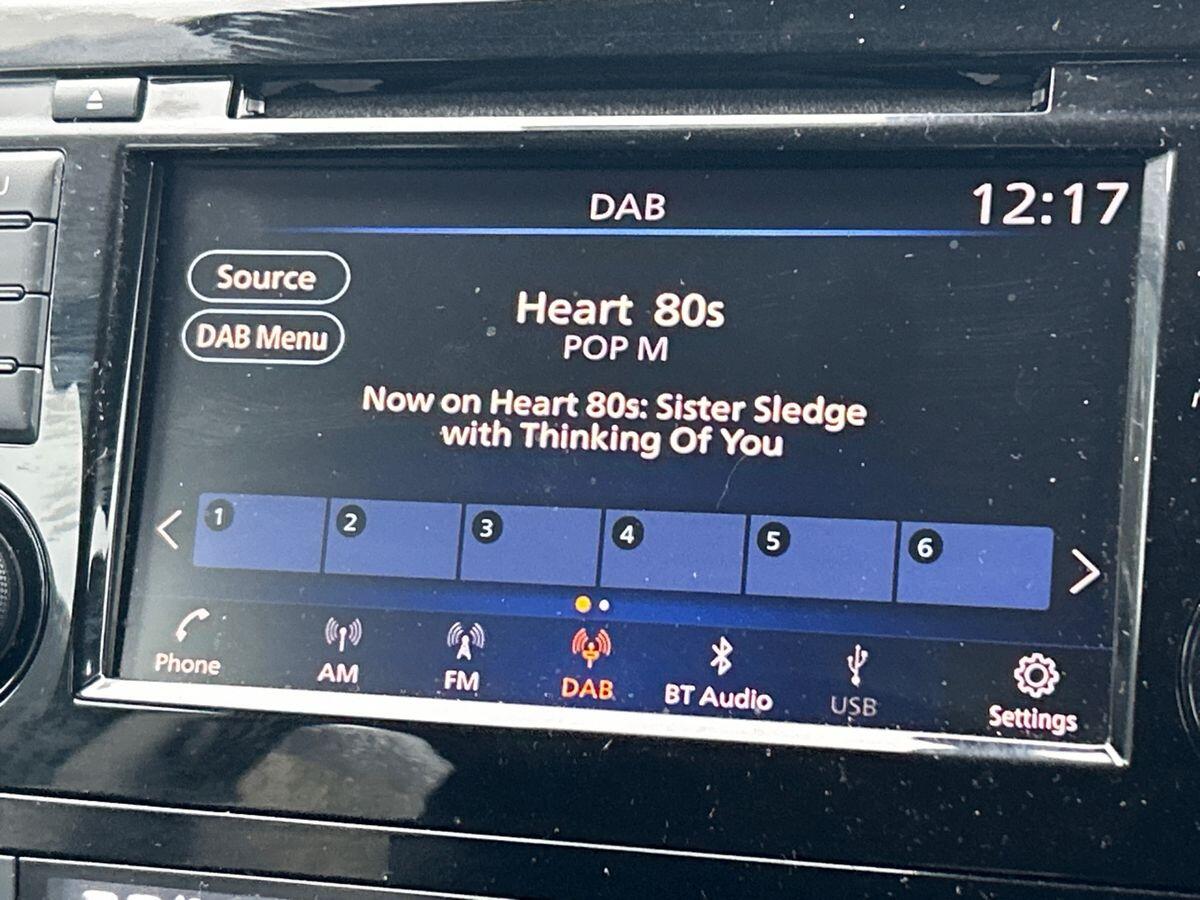 DAB
12:17
Source
DAB Menu
Heart 80s
POP M
Now on Heart 80s: Sister Sledge
with Thinking Of You
1 2 3 4 5 6
Phone AM FM DAB BT Audio USB Settings